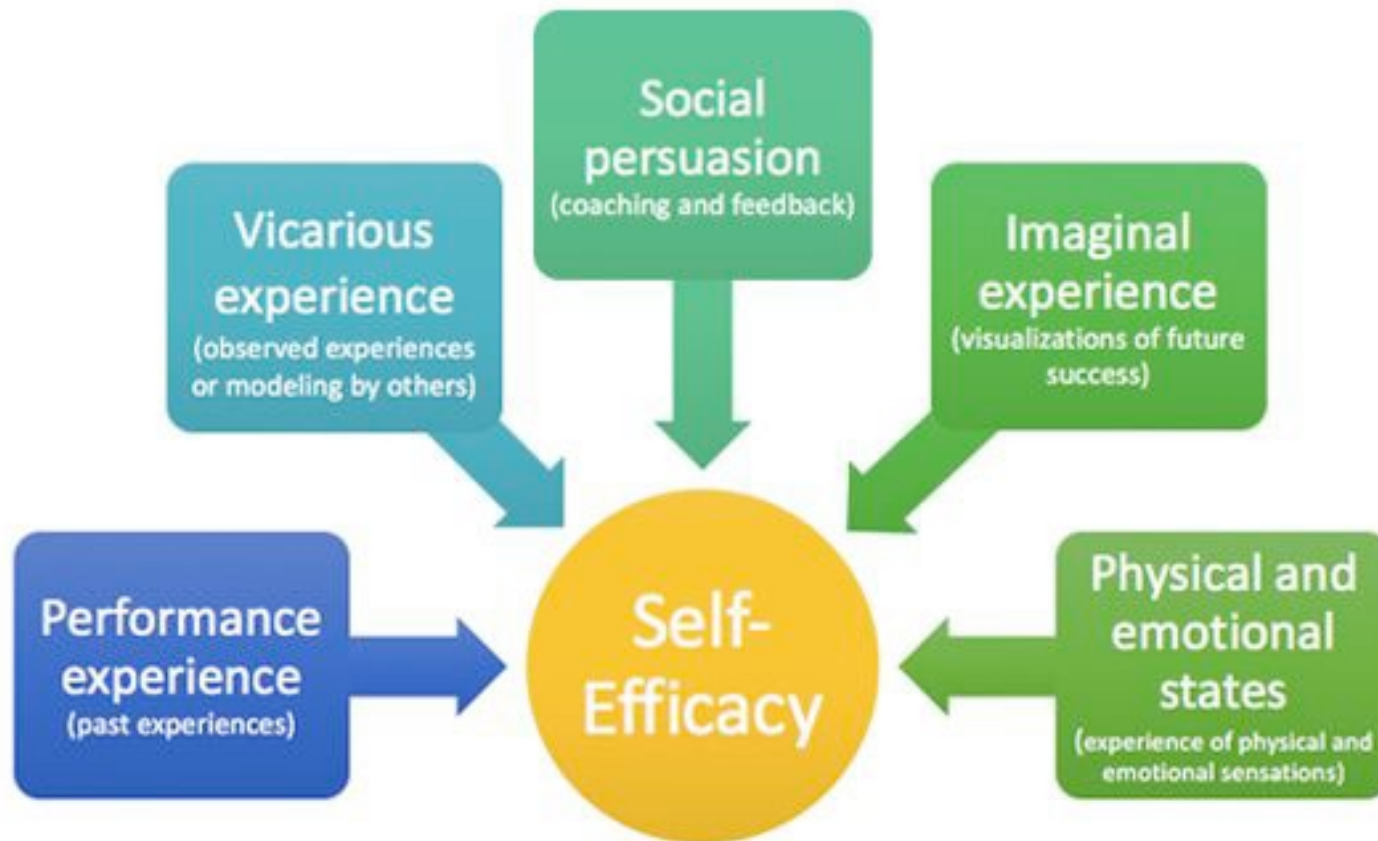 Social
persuasion
(coaching and feedback)
Vicarious
experience
(observed experiences
or modeling by others)
Imaginal
experience
(visualizations of future
success)
Performance
experience
(past experiences)
Self-
Efficacy
Physical and
emotional
states
(experience of physical and
emotional sensations)